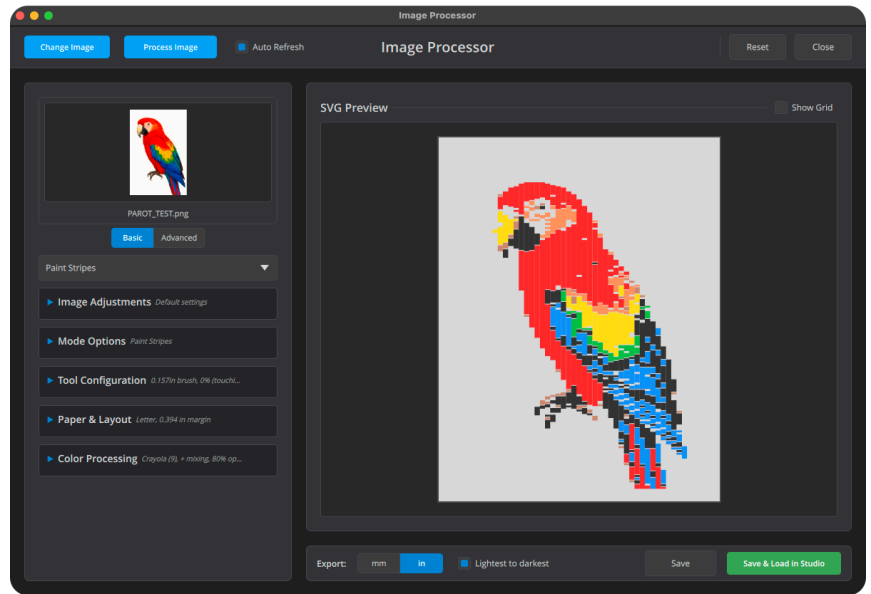 Image Processor
Change Image
Process Image
Auto Refresh
Image Processor
Reset
Close
PAROT_TEST.png
Basic
Advanced
Paint Stripes
Image Adjustments Default settings
Mode Options Paint Stripes
Tool Configuration 0.157in brush, 0% (touchi...
Paper & Layout Letter, 0.394 in margin
Color Processing Crayola (9), + mixing, 80% op...
SVG Preview
Show Grid
Export:
mm
in
Lightest to darkest
Save
Save & Load in Studio